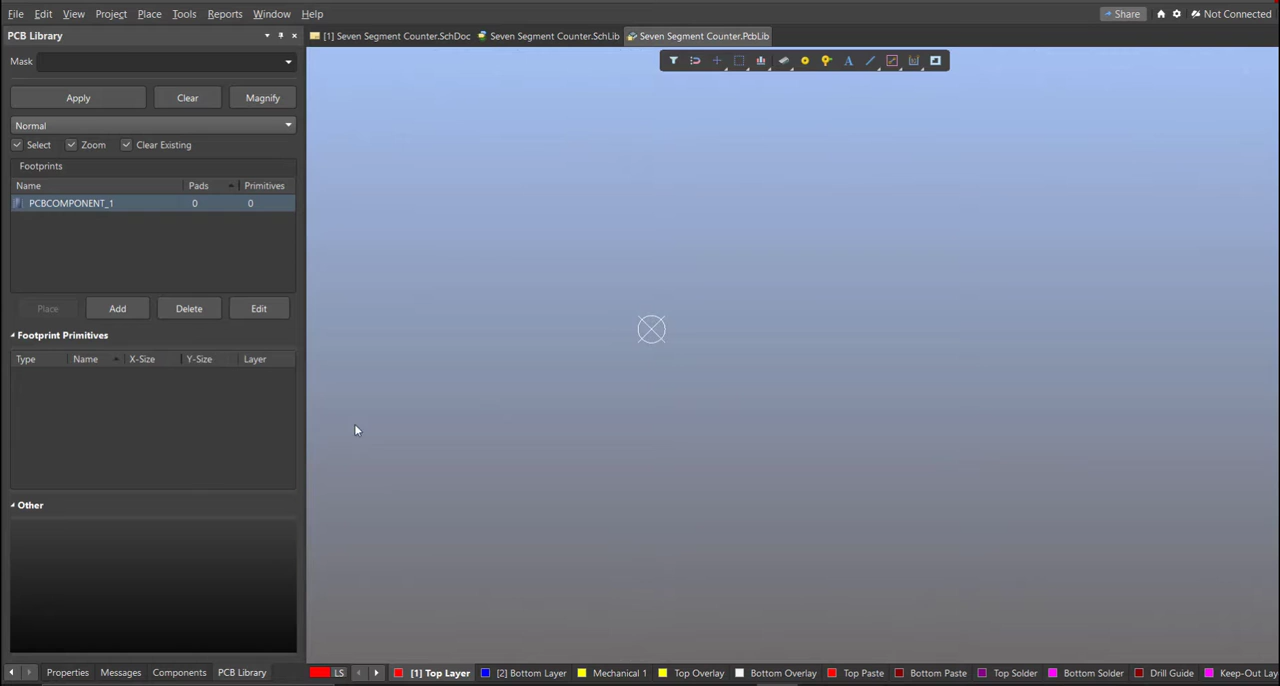 File Edit View Project Place Tools Reports Window Help
Share Not Connected
PCB Library
[1] Seven Segment Counter.SchDoc Seven Segment Counter.SchLib Seven Segment Counter.PcbLib
Mask
Apply Clear Magnify
Normal
Select Zoom Clear Existing
Footprints
Name Pads Primitives
PCBCOMPONENT_1 0 0
Place Add Delete Edit
Footprint Primitives
Type Name X-Size Y-Size Layer
Other
Properties Messages Components PCB Library
LS [1] Top Layer [2] Bottom Layer Mechanical 1 Top Overlay Bottom Overlay Top Paste Bottom Paste Top Solder Bottom Solder Drill Guide Keep-Out Lay